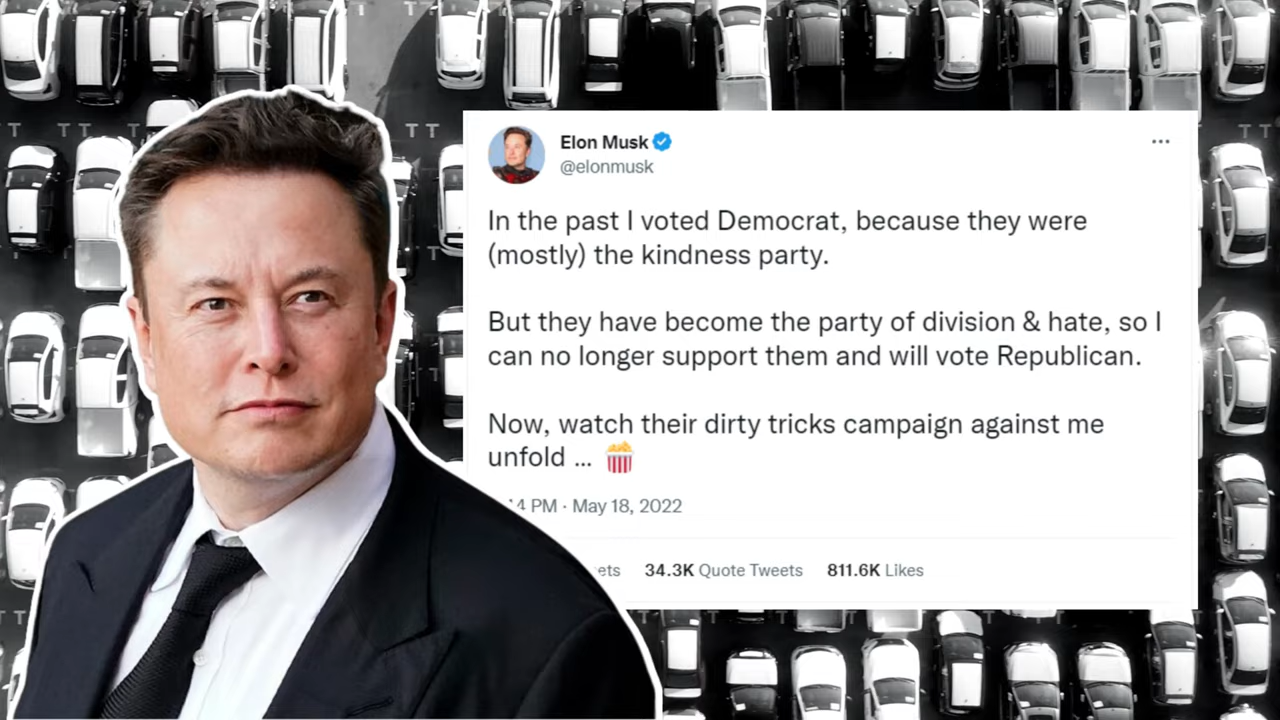 Elon Musk
@elonmusk
In the past I voted Democrat, because they were
(mostly) the kindness party.
But they have become the party of division & hate, so I
can no longer support them and will vote Republican.
Now, watch their dirty tricks campaign against me
unfold ... 🍿
PM · May 18, 2022
34.3K Quote Tweets 811.6K Likes